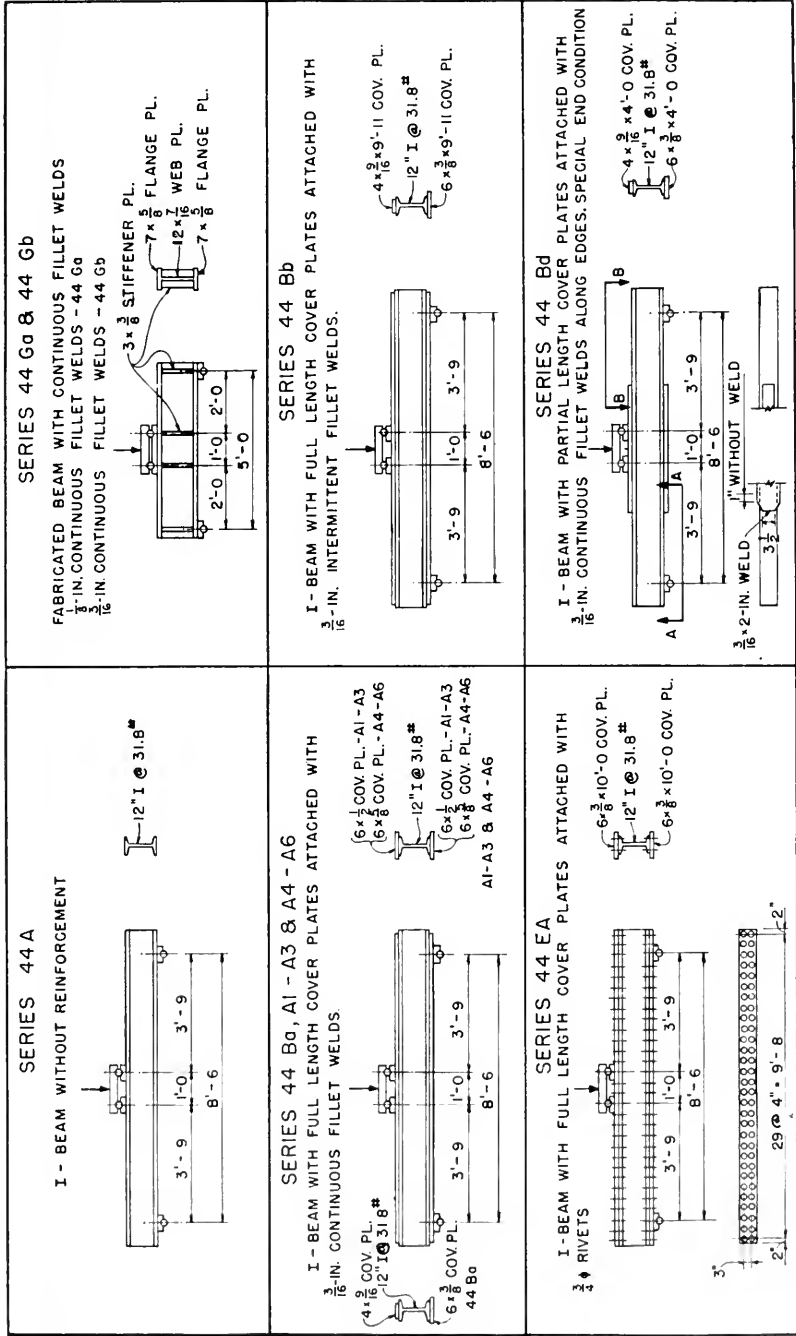 SERIES 44 A
I - BEAM WITHOUT REINFORCEMENT
12" I @ 31.8#
3'-9
1'-0
3'-9
8'-6
SERIES 44 Ga & 44 Gb
FABRICATED BEAM WITH CONTINUOUS FILLET WELDS
1/8-IN. CONTINUOUS FILLET WELDS - 44 Ga
3/16-IN. CONTINUOUS FILLET WELDS - 44 Gb
3 x 3/8 STIFFENER PL.
7 x 5/8 FLANGE PL.
12 x 7/16 WEB PL.
7 x 5/8 FLANGE PL.
2'-0
1'-0
2'-0
5'-0
SERIES 44 Ba, A1 - A3 & A4 - A6
I - BEAM WITH FULL LENGTH COVER PLATES ATTACHED WITH
3/16-IN. CONTINUOUS FILLET WELDS.
4 x 9/16 COV. PL.
12" I @ 31.8#
6 x 3/8 COV. PL.
44 Ba
3'-9
1'-0
3'-9
8'-6
6 x 1/2 COV. PL.-A1-A3
6 x 5/8 COV. PL.-A4-A6
12" I @ 31.8#
6 x 1/2 COV. PL.-A1-A3
6 x 5/8 COV. PL.-A4-A6
A1-A3 & A4-A6
SERIES 44 Bb
I - BEAM WITH FULL LENGTH COVER PLATES ATTACHED WITH
3/16-IN. INTERMITTENT FILLET WELDS.
4 x 9/16 x 9'-11 COV. PL.
12" I @ 31.8#
6 x 3/8 x 9'-11 COV. PL.
3'-9
1'-0
3'-9
8'-6
SERIES 44 EA
I - BEAM WITH FULL LENGTH COVER PLATES ATTACHED WITH
3/4 ϕ RIVETS
6 x 3/8 x 10'-0 COV. PL.
12" I @ 31.8#
6 x 3/8 x 10'-0 COV. PL.
3'-9
1'-0
3'-9
8'-6
3"
2"
29 @ 4" = 9'-8
2"
SERIES 44 Bd
I - BEAM WITH PARTIAL LENGTH COVER PLATES ATTACHED WITH
3/16-IN. CONTINUOUS FILLET WELDS ALONG EDGES. SPECIAL END CONDITION
4 x 9/16 x 4'-0 COV. PL.
12" I @ 31.8#
6 x 3/8 x 4'-0 COV. PL.
B
B
A
A
3'-9
1'-0
3'-9
8'-6
3/16 x 2-IN. WELD
1" WITHOUT WELD
3 1/2